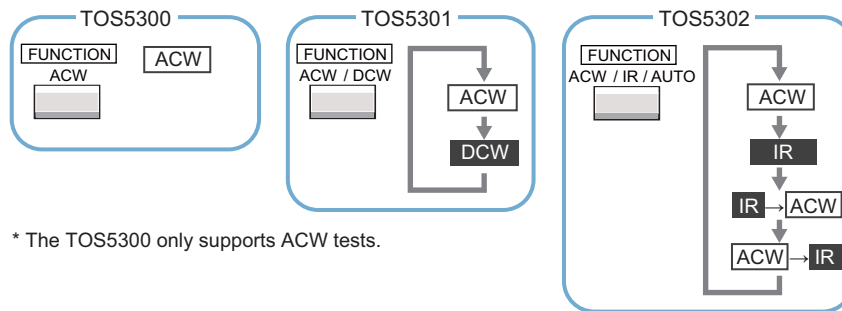 TOS5300
FUNCTION
ACW
ACW
TOS5301
FUNCTION
ACW / DCW
ACW
DCW
TOS5302
FUNCTION
ACW / IR / AUTO
ACW
IR
IR→ACW
ACW→IR
* The TOS5300 only supports ACW tests.